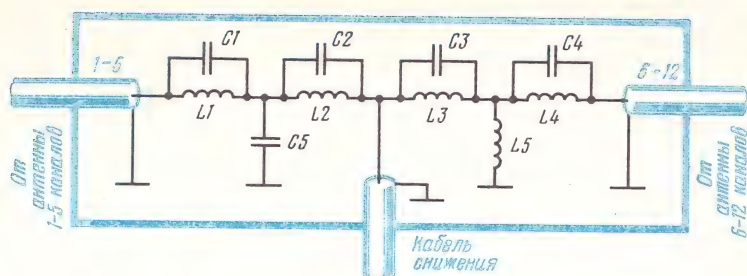 C1
C2
C3
C4
1-5
6-12
L1
L2
L3
L4
C5
L5
От
антенны
1-5 каналов
От
антенны
6-12 каналов
Кабель
снижения